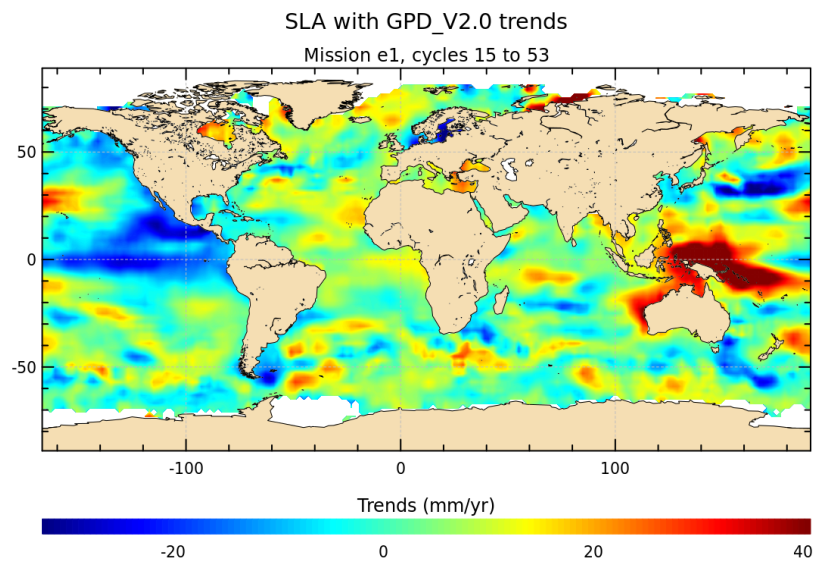 SLA with GPD_V2.0 trends
Mission e1, cycles 15 to 53
50
0
-50
-100 0 100
Trends (mm/yr)
-20 0 20 40